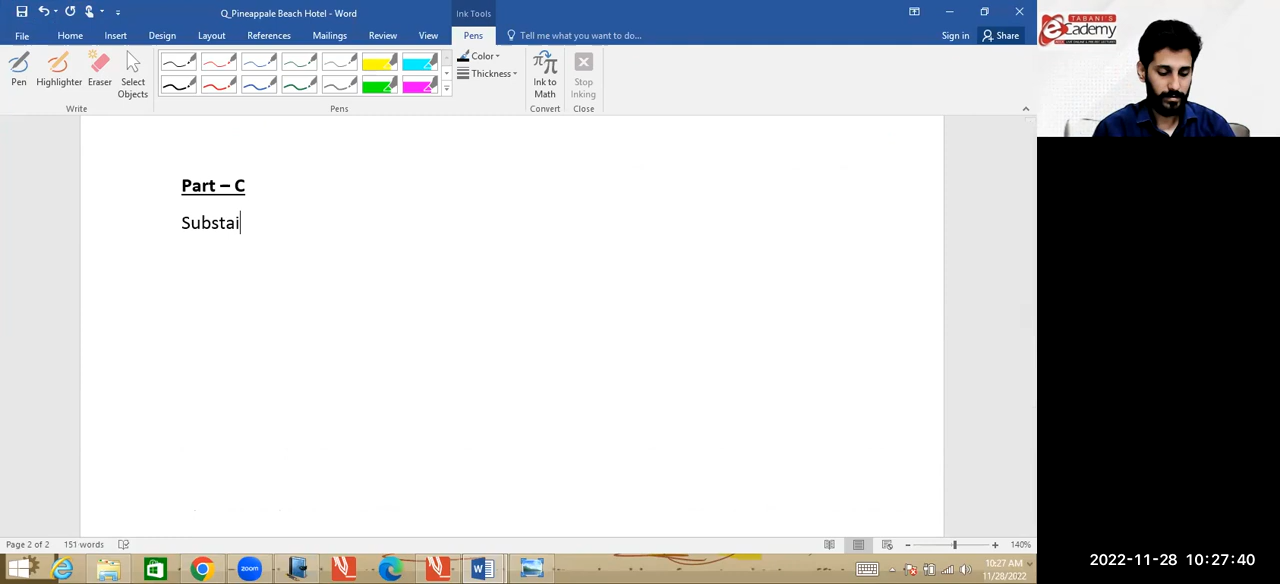 Q_Pineappale Beach Hotel - Word
Ink Tools
File Home Insert Design Layout References Mailings Review View Pens Tell me what you want to do... Sign in Share
Pen Highlighter Eraser Select Objects
Color
Thickness
Ink to Math
Stop Inking
Write Pens Convert Close
TABANI'S
eCademy
Part – C
Substai
Page 2 of 2 151 words 140%
zoom
10:27 AM
11/28/2022
2022-11-28 10:27:40